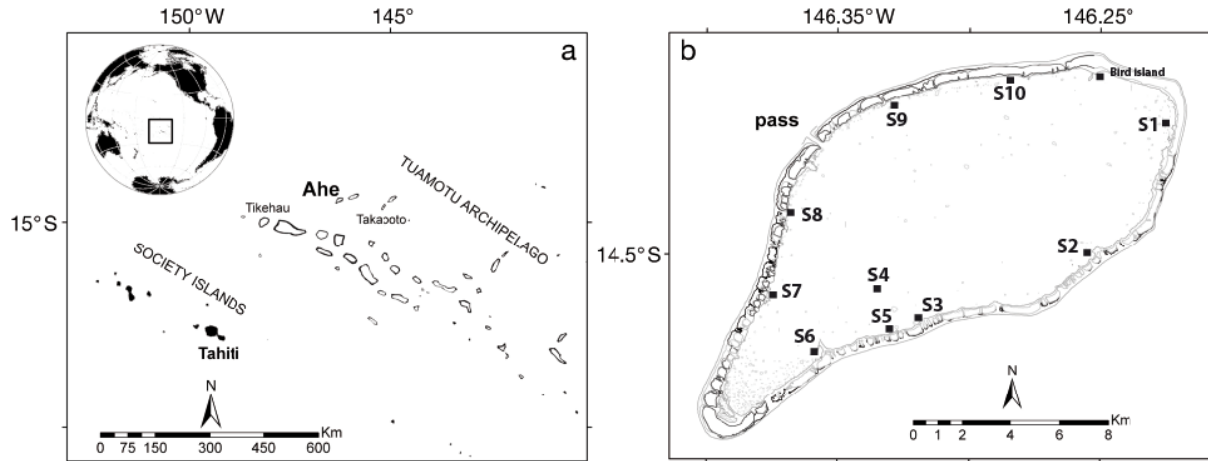 150°W
145°
a
Ahe
Tikehau
Takapoto
TUAMOTU ARCHIPELAGO
15°S
SOCIETY ISLANDS
Tahiti
N
Km
0 75 150 300 450 600
146.35°W
146.25°
b
Bird island
S10
S9
S1
pass
S8
14.5°S
S2
S4
S7
S3
S5
S6
N
Km
0 1 2 4 6 8